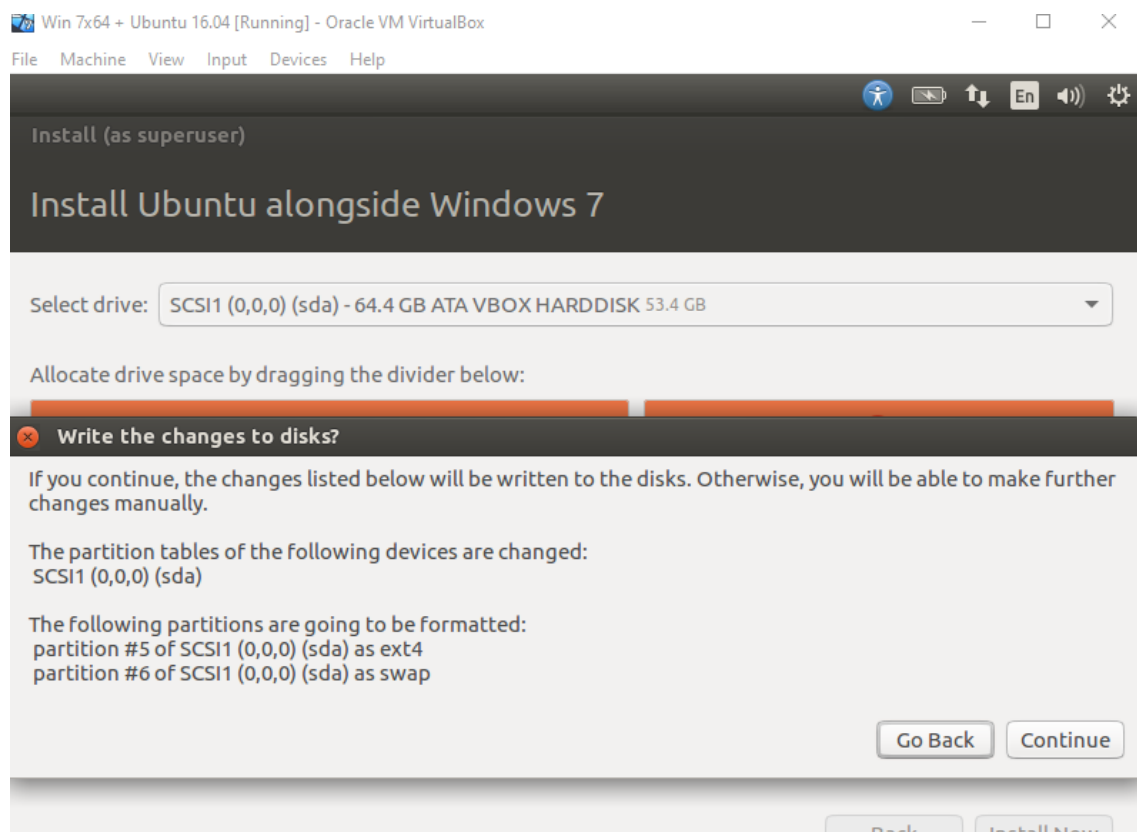 Win 7x64 + Ubuntu 16.04 [Running] - Oracle VM VirtualBox
File Machine View Input Devices Help
En
Install (as superuser)
Install Ubuntu alongside Windows 7
Select drive: SCSI1 (0,0,0) (sda) - 64.4 GB ATA VBOX HARDDISK 53.4 GB
Allocate drive space by dragging the divider below:
Write the changes to disks?
If you continue, the changes listed below will be written to the disks. Otherwise, you will be able to make further
changes manually.
The partition tables of the following devices are changed:
SCSI1 (0,0,0) (sda)
The following partitions are going to be formatted:
partition #5 of SCSI1 (0,0,0) (sda) as ext4
partition #6 of SCSI1 (0,0,0) (sda) as swap
Go Back Continue
Back Install Now